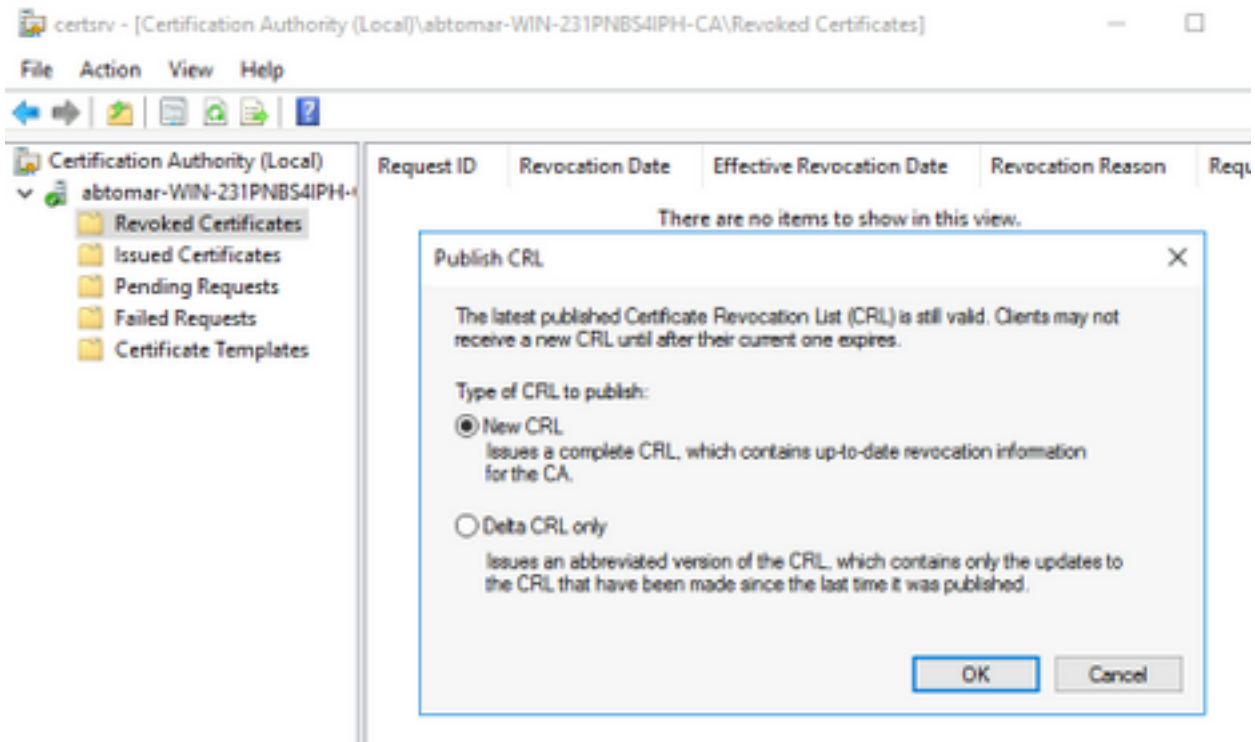 certsrv - [Certification Authority (Local)\abtomar-WIN-231PNBS4IPH-CA\Revoked Certificates]
File Action View Help
Certification Authority (Local)
abtomar-WIN-231PNBS4IPH-
Revoked Certificates
Issued Certificates
Pending Requests
Failed Requests
Certificate Templates
Request ID Revocation Date Effective Revocation Date Revocation Reason Requ
There are no items to show in this view.
Publish CRL
The latest published Certificate Revocation List (CRL) is still valid. Clients may not
receive a new CRL until after their current one expires.
Type of CRL to publish:
New CRL
Issues a complete CRL, which contains up-to-date revocation information
for the CA.
Delta CRL only
Issues an abbreviated version of the CRL, which contains only the updates to
the CRL that have been made since the last time it was published.
OK Cancel